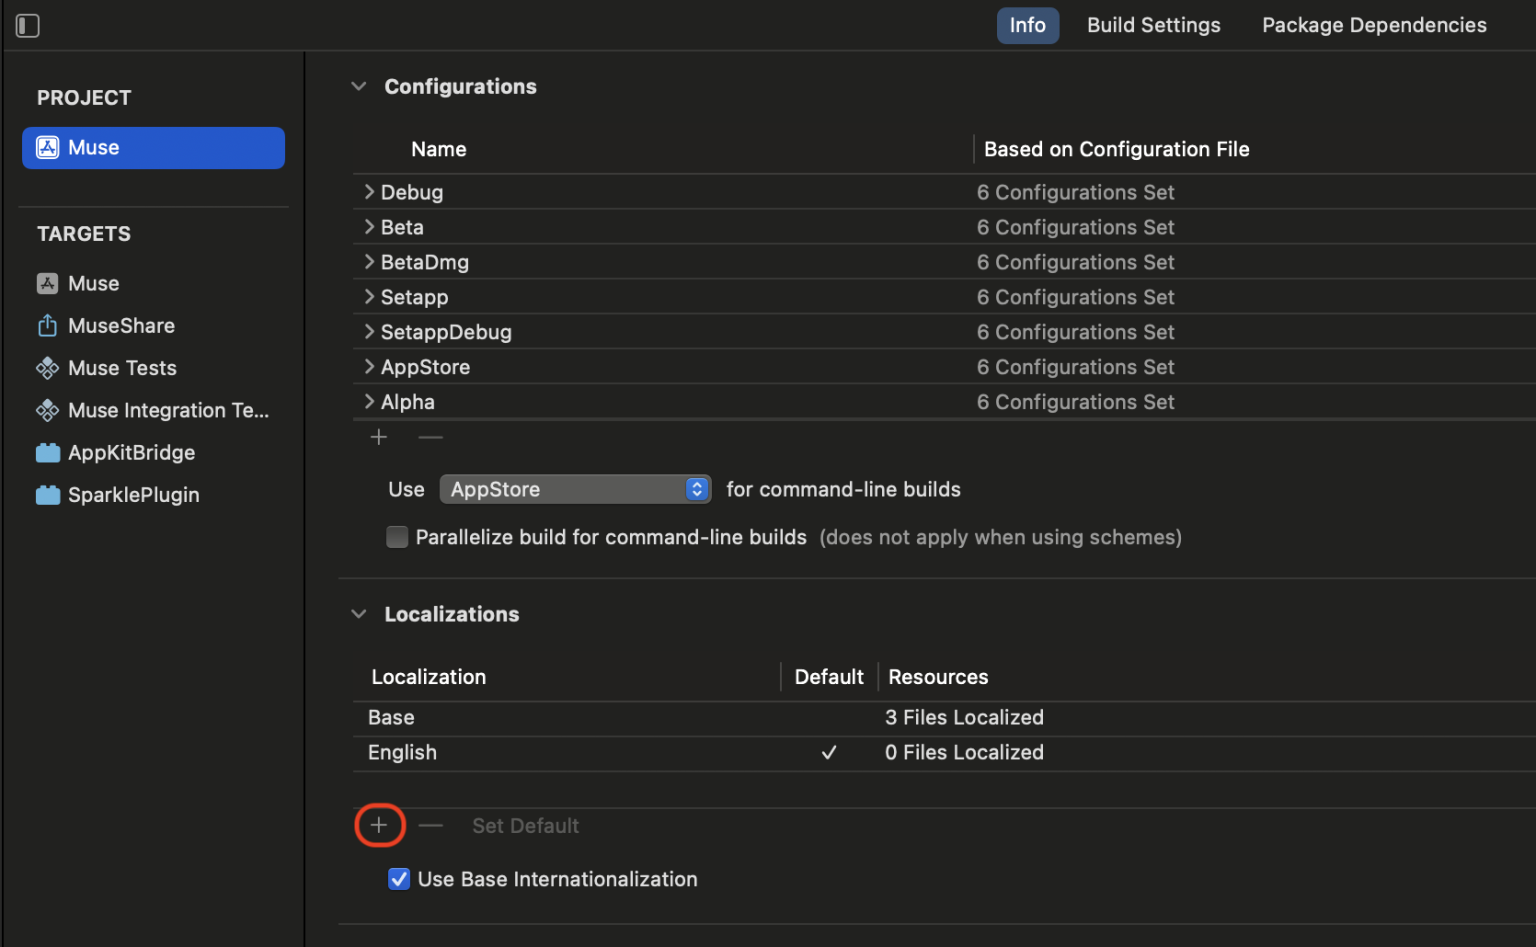 Info Build Settings Package Dependencies
PROJECT
Muse
TARGETS
Muse
MuseShare
Muse Tests
Muse Integration Te...
AppKitBridge
SparklePlugin
Configurations
Name Based on Configuration File
Debug 6 Configurations Set
Beta 6 Configurations Set
BetaDmg 6 Configurations Set
Setapp 6 Configurations Set
SetappDebug 6 Configurations Set
AppStore 6 Configurations Set
Alpha 6 Configurations Set
Use AppStore for command-line builds
Parallelize build for command-line builds (does not apply when using schemes)
Localizations
Localization Default Resources
Base 3 Files Localized
English 0 Files Localized
Set Default
Use Base Internationalization